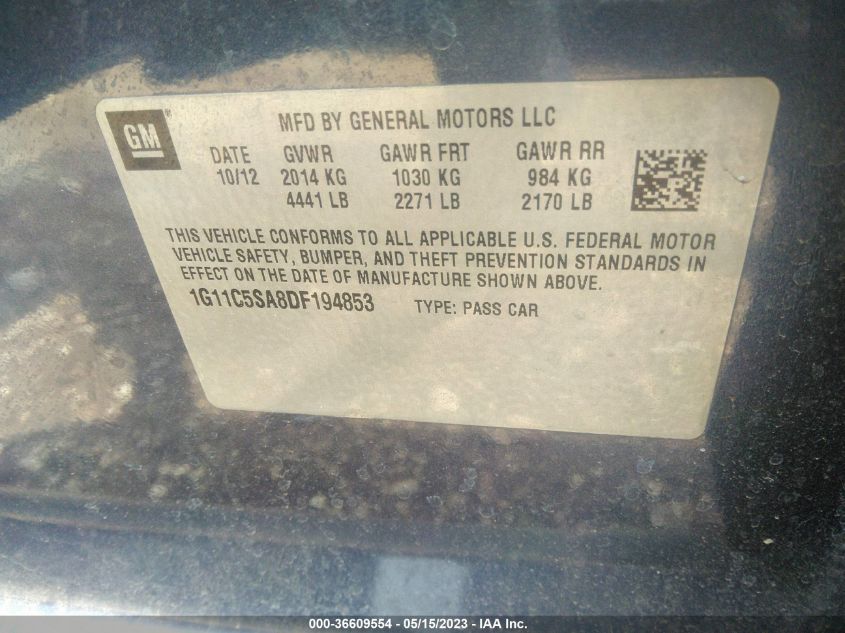 GM ®
MFD BY GENERAL MOTORS LLC
DATE GVWR GAWR FRT GAWR RR
10/12 2014 KG 1030 KG 984 KG
4441 LB 2271 LB 2170 LB
THIS VEHICLE CONFORMS TO ALL APPLICABLE U.S. FEDERAL MOTOR
VEHICLE SAFETY, BUMPER, AND THEFT PREVENTION STANDARDS IN
EFFECT ON THE DATE OF MANUFACTURE SHOWN ABOVE.
1G11C5SA8DF194853 TYPE: PASS CAR
000-36609554 - 05/15/2023 - IAA Inc.